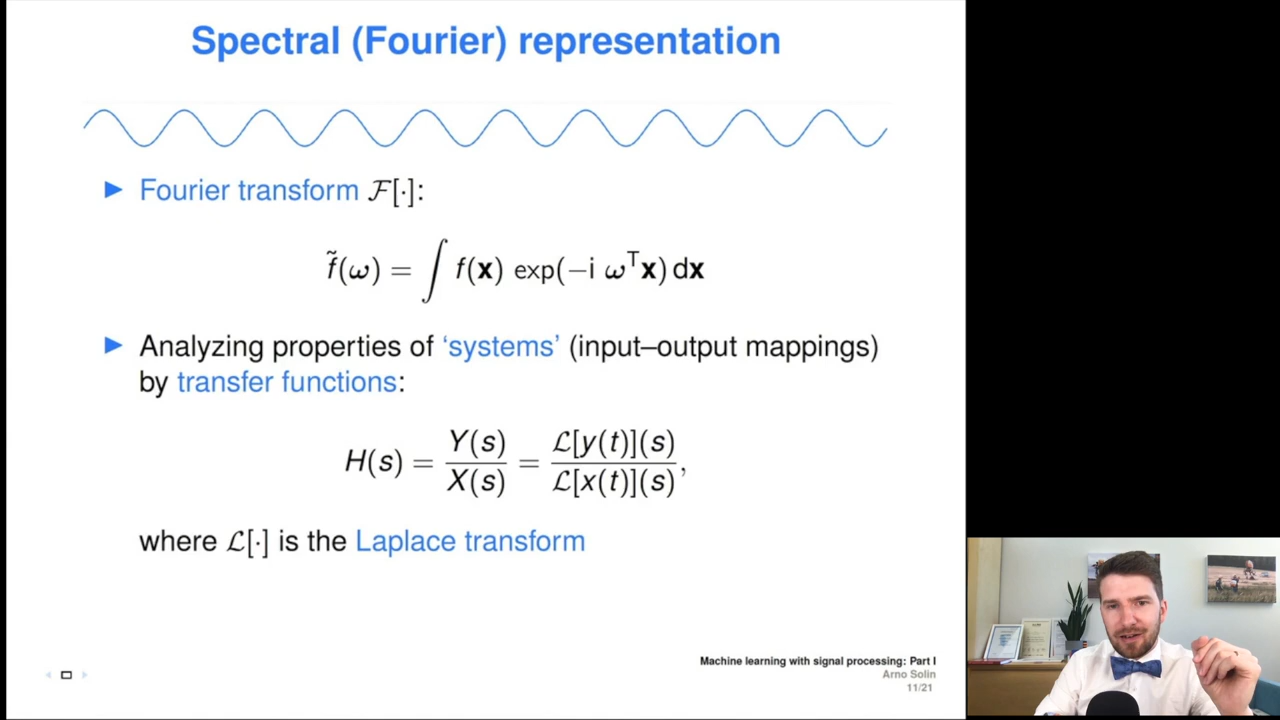 Spectral (Fourier) representation
▶ Fourier transform ℱ[·]:
f̃(ω) = ∫ f(x) exp(−i ωᵀx) dx
▶ Analyzing properties of ‘systems’ (input–output mappings)
by transfer functions:
H(s) = Y(s)/X(s) = ℒ[y(t)](s)/ℒ[x(t)](s),
where ℒ[·] is the Laplace transform
Machine learning with signal processing: Part I
Arno Solin
11/21